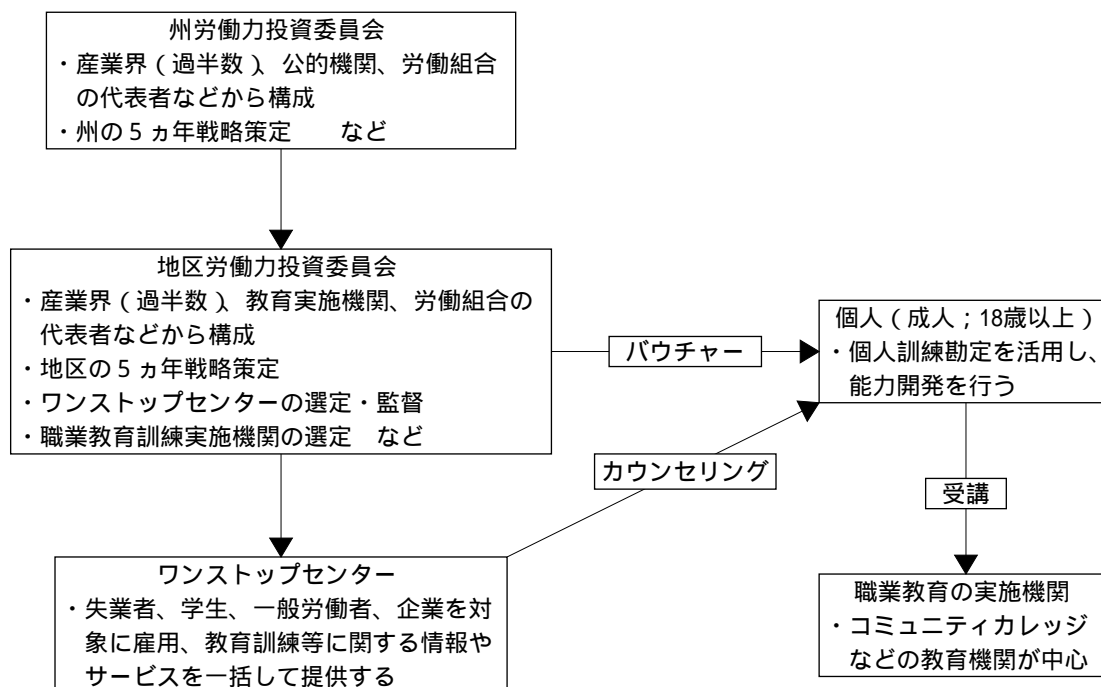 州労働力投資委員会
・産業界（過半数）、公的機関、労働組合
の代表者などから構成
・州の５ヵ年戦略策定　　など
地区労働力投資委員会
・産業界（過半数）、教育実施機関、労働組合の
代表者などから構成
・地区の５ヵ年戦略策定
・ワンストップセンターの選定・監督
・職業教育訓練実施機関の選定　など
バウチャー
個人（成人；18歳以上）
・個人訓練勘定を活用し、
能力開発を行う
カウンセリング
受講
ワンストップセンター
・失業者、学生、一般労働者、企業を対
象に雇用、教育訓練等に関する情報や
サービスを一括して提供する
職業教育の実施機関
・コミュニティカレッジ
などの教育機関が中心